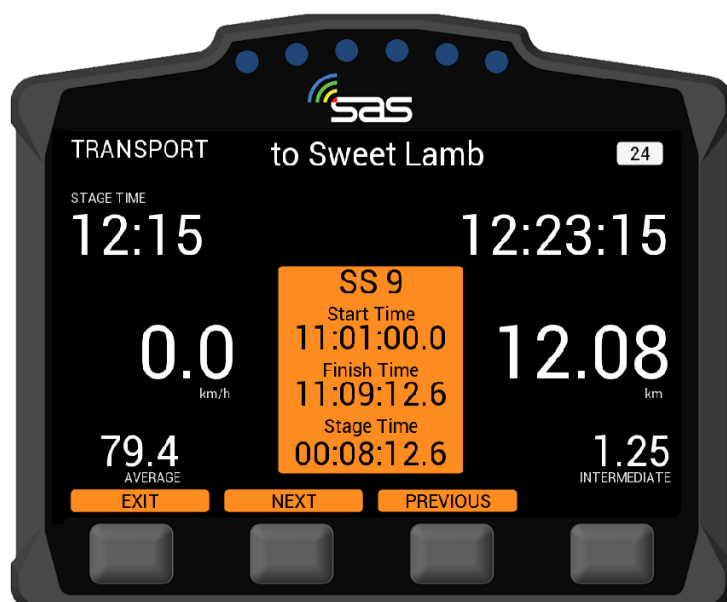 sas
TRANSPORT to Sweet Lamb 24
STAGE TIME
12:15 12:23:15
SS 9
Start Time
11:01:00.0
0.0 km/h
12.08 km
Finish Time
11:09:12.6
Stage Time
00:08:12.6
79.4
AVERAGE
1.25
INTERMEDIATE
EXIT NEXT PREVIOUS